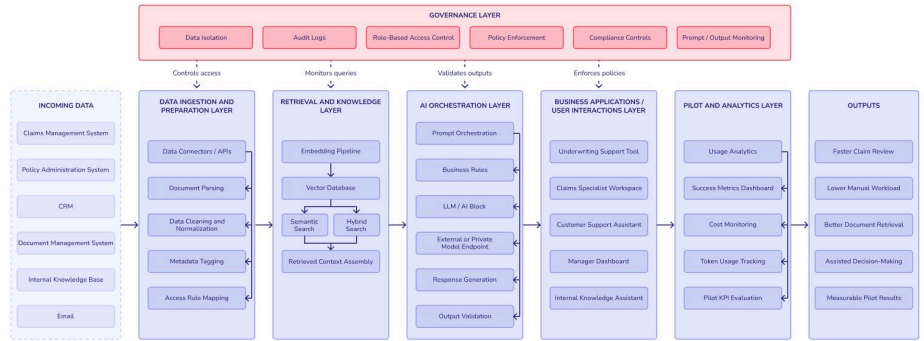 GOVERNANCE LAYER
Data Isolation
Audit Logs
Role-Based Access Control
Policy Enforcement
Compliance Controls
Prompt / Output Monitoring
Controls access
Monitors queries
Validates outputs
Enforces policies
INCOMING DATA
Claims Management System
Policy Administration System
CRM
Document Management System
Internal Knowledge Base
Email
DATA INGESTION AND
PREPARATION LAYER
Data Connectors / APIs
Document Parsing
Data Cleaning and
Normalization
Metadata Tagging
Access Rule Mapping
RETRIEVAL AND KNOWLEDGE
LAYER
Embedding Pipeline
Vector Database
Semantic
Search
Hybrid
Search
Retrieved Context Assembly
AI ORCHESTRATION LAYER
Prompt Orchestration
Business Rules
LLM / AI Block
External or Private
Model Endpoint
Response Generation
Output Validation
BUSINESS APPLICATIONS /
USER INTERACTIONS LAYER
Underwriting Support Tool
Claims Specialist Workspace
Customer Support Assistant
Manager Dashboard
Internal Knowledge Assistant
PILOT AND ANALYTICS LAYER
Usage Analytics
Success Metrics Dashboard
Cost Monitoring
Token Usage Tracking
Pilot KPI Evaluation
OUTPUTS
Faster Claim Review
Lower Manual Workload
Better Document Retrieval
Assisted Decision-Making
Measurable Pilot Results